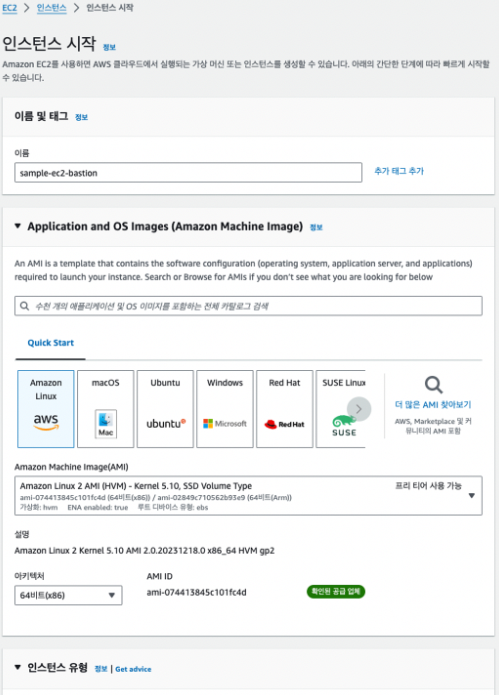 EC2 > 인스턴스 > 인스턴스 시작
인스턴스 시작 정보
Amazon EC2를 사용하면 AWS 클라우드에서 실행되는 가상 머신 또는 인스턴스를 생성할 수 있습니다. 아래의 간단한 단계에 따라 빠르게 시작할
수 있습니다.
이름 및 태그 정보
이름
sample-ec2-bastion
추가 태그 추가
▼ Application and OS Images (Amazon Machine Image) 정보
An AMI is a template that contains the software configuration (operating system, application server, and applications)
required to launch your instance. Search or Browse for AMIs if you don't see what you are looking for below
수천 개의 애플리케이션 및 OS 이미지를 포함하는 전체 카탈로그 검색
Quick Start
Amazon
Linux
aws
macOS
Mac
Ubuntu
ubuntu
Windows
Microsoft
Red Hat
Red Hat
SUSE Linux
SUSE
더 많은 AMI 찾아보기
AWS, Marketplace 및 커
뮤니티의 AMI 포함
Amazon Machine Image(AMI)
Amazon Linux 2 AMI (HVM) - Kernel 5.10, SSD Volume Type
프리 티어 사용 가능
ami-074413845c101fc4d (64비트(x86)) / ami-02849c710562b93e9 (64비트(Arm))
가상화: hvm ENA enabled: true 루트 디바이스 유형: ebs
설명
Amazon Linux 2 Kernel 5.10 AMI 2.0.20231218.0 x86_64 HVM gp2
아키텍처
64비트(x86)
AMI ID
ami-074413845c101fc4d
확인된 공급 업체
▼ 인스턴스 유형 정보 | Get advice